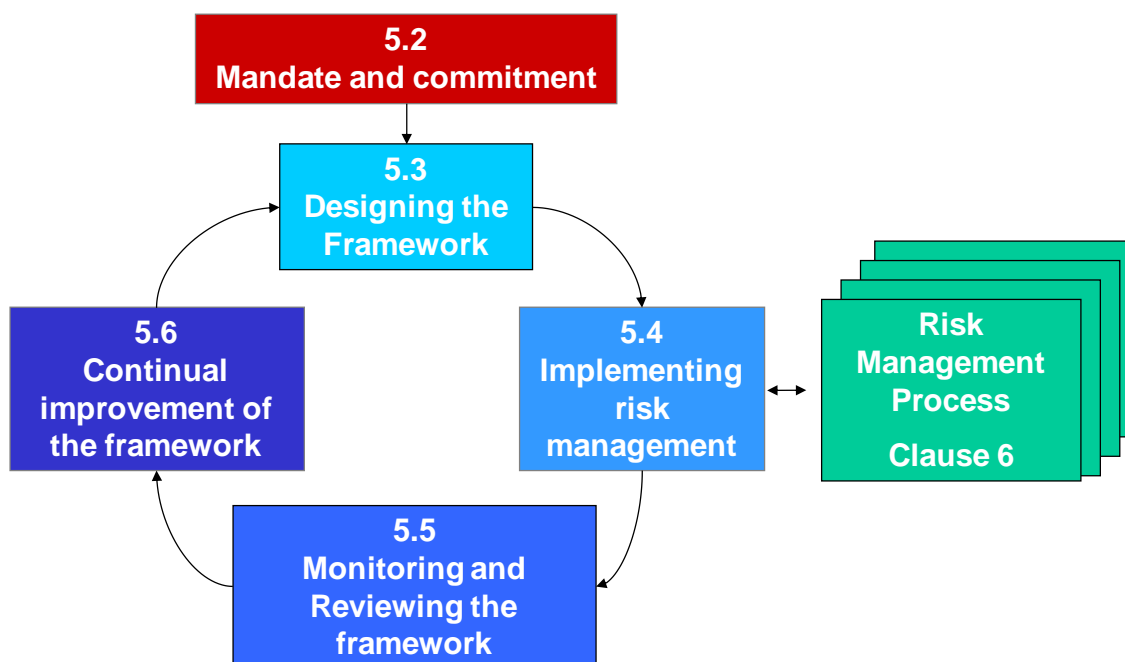 5.2
Mandate and commitment
5.3
Designing the
Framework
5.6
Continual
improvement of
the framework
5.4
Implementing
risk
management
Risk
Management
Process
Clause 6
5.5
Monitoring and
Reviewing the
framework